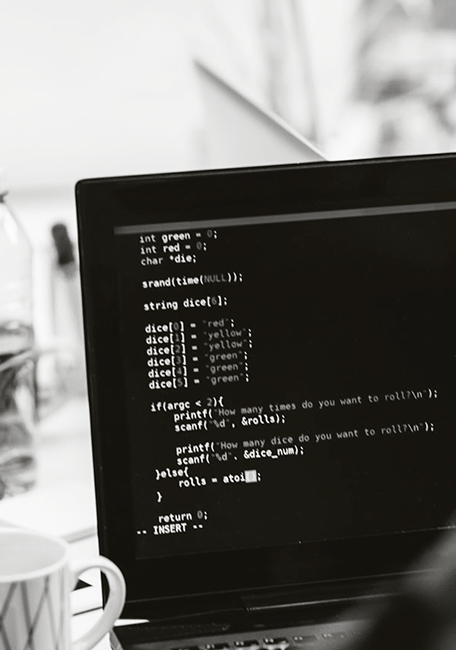 int green = 0;
int red = 0;
char *die;
srand(time(NULL));
string dice[6];
dice[0] = "red";
dice[1] = "yellow";
dice[2] = "yellow";
dice[3] = "green";
dice[4] = "green";
dice[5] = "green";
if(argc < 2){
printf("How many times do you want to roll?\n");
scanf("%d", &rolls);
printf("How many dice do you want to roll?\n");
scanf("%d", &dice_num);
}else{
rolls = atoi();
}
return 0;
-- INSERT --